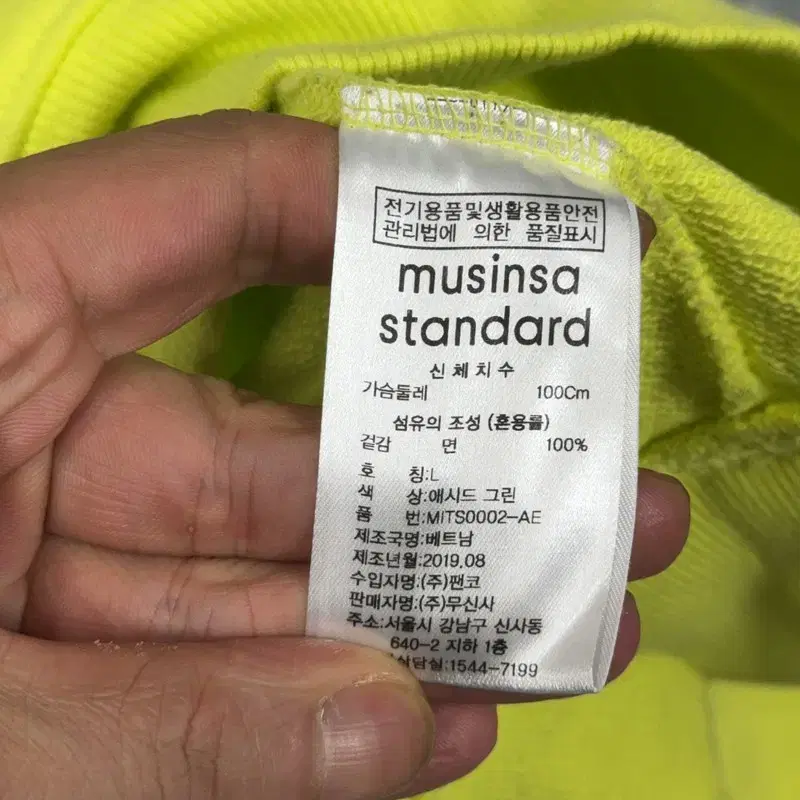 전기용품및생활용품안전
관리법에 의한 품질표시
musinsa
standard
신체치수
가슴둘레 100Cm
섬유의 조성 (혼용률)
겉감 면 100%
호 칭:L
색 상:애시드 그린
품 번:MITS0002-AE
제조국명:베트남
제조년월:2019.08
수입자명:(주)팬코
판매자명:(주)무신사
주소:서울시 강남구 신사동
640-2 지하 1층
상담실:1544-7199